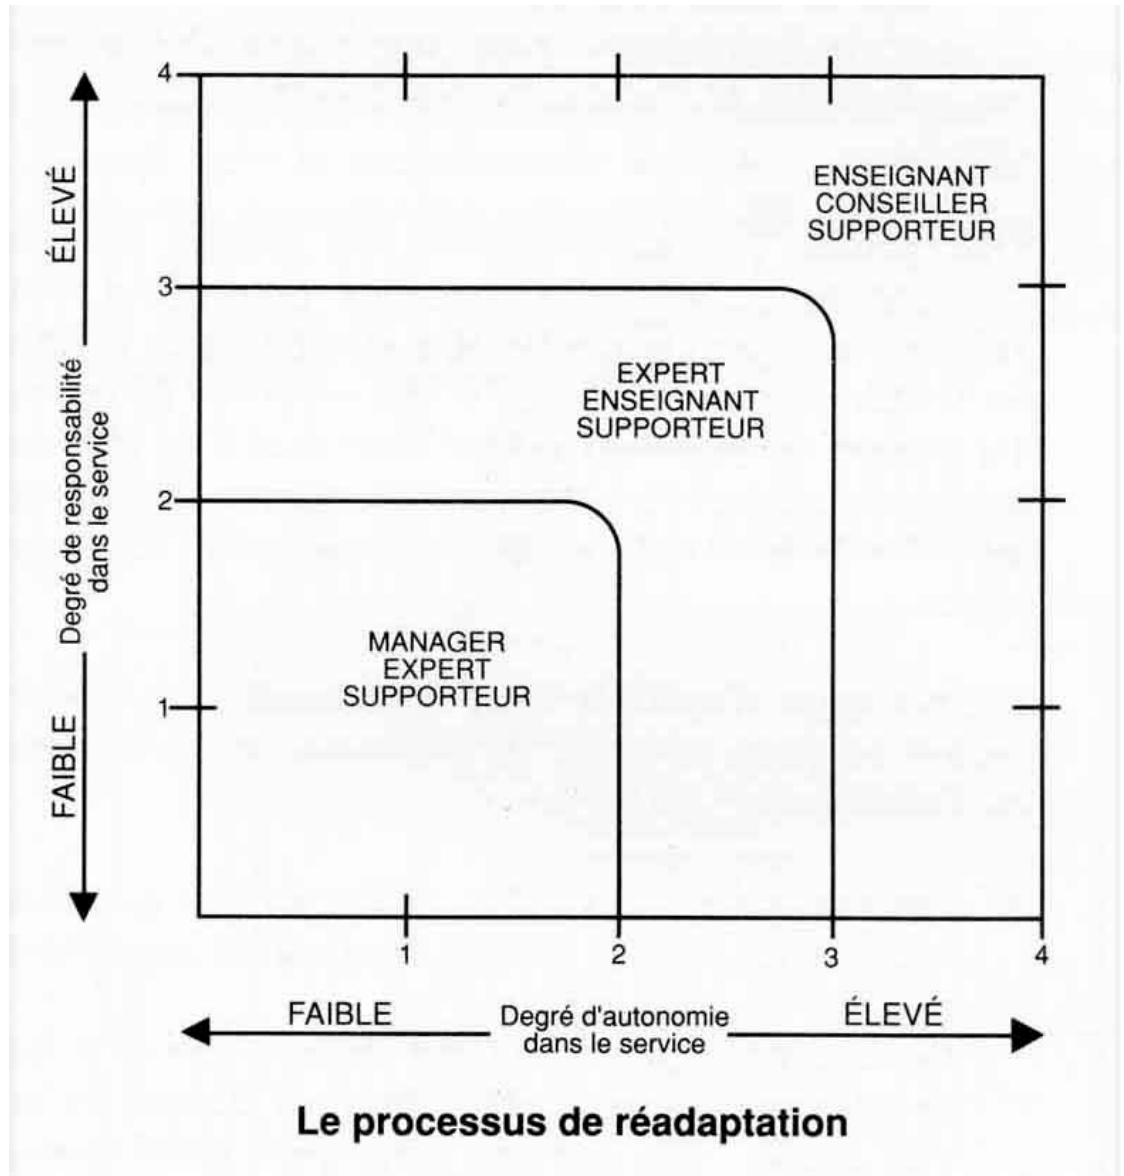 4
ÉLEVÉ
ENSEIGNANT
CONSEILLER
SUPPORTEUR
3
EXPERT
ENSEIGNANT
SUPPORTEUR
Degré de responsabilité
dans le service
2
MANAGER
EXPERT
SUPPORTEUR
1
FAIBLE
1
2
3
4
FAIBLE
Degré d'autonomie
dans le service
ÉLEVÉ
Le processus de réadaptation